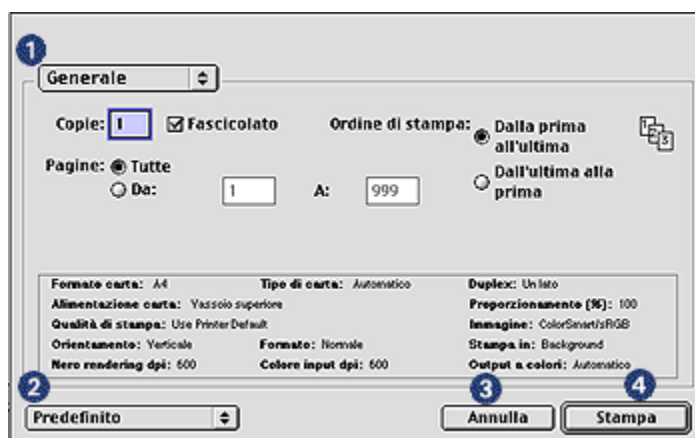 1
Generale
Copie: 1 Fascicolato Ordine di stampa: Dalla prima all'ultima
Pagine: Tutte Dall'ultima alla prima
Da: 1 A: 999
1 2 3
Formato carta: A4 Tipo di carta: Automatico Duplex: Un lato
Alimentazione carta: Vassoio superiore Proporzionamento (%): 100
Qualità di stampa: Use Printer Default Immagine: ColorSmart/sRGB
Orientamento: Verticale Formato: Normale Stampa in: Background
Nero rendering dpi: 600 Colore input dpi: 600 Output a colori: Automatico
2 3 4
Predefinito Annulla Stampa